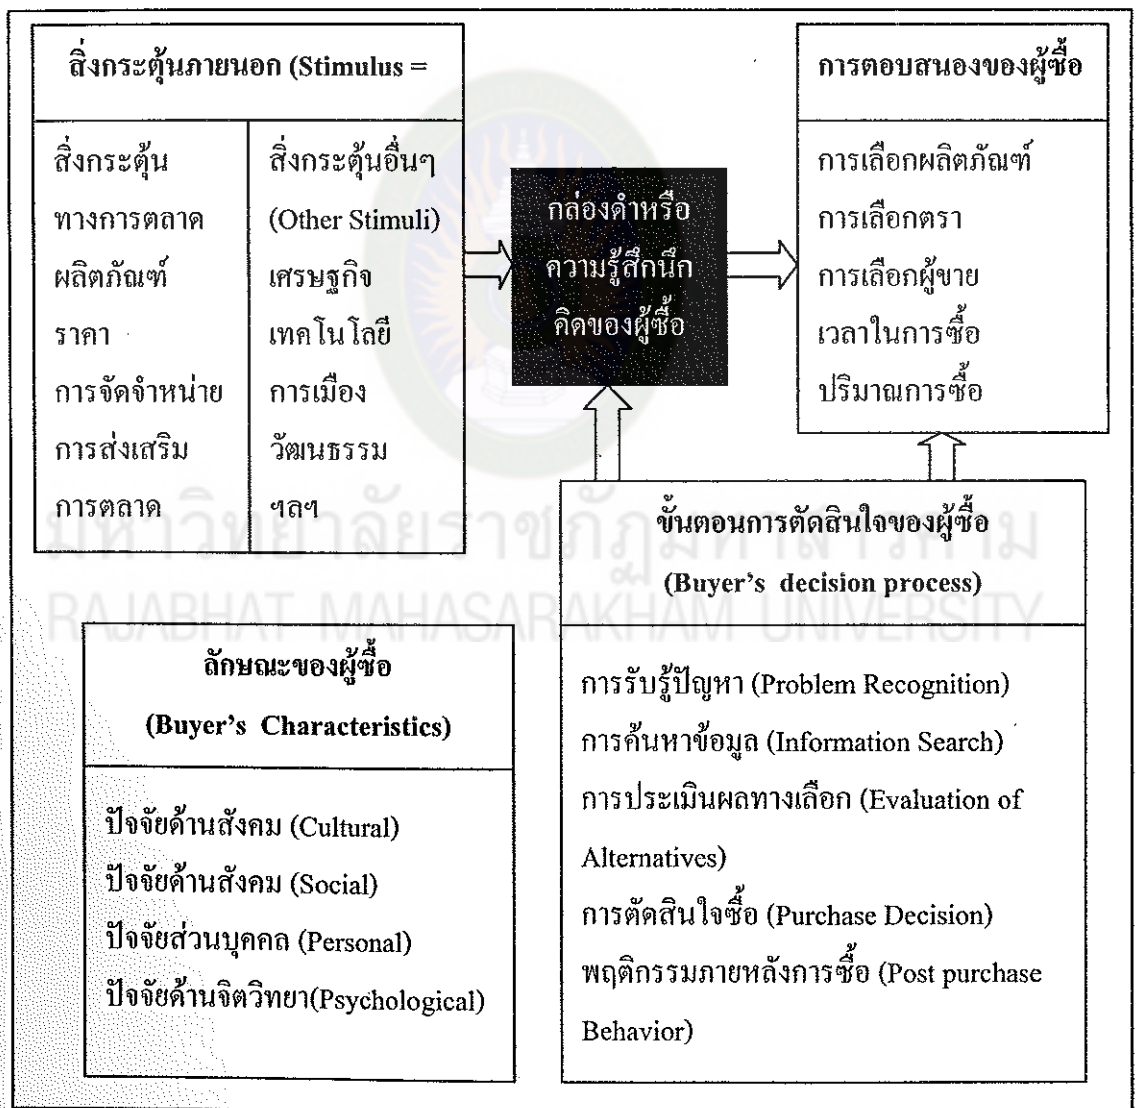 สิ่งกระตุ้นภายนอก (Stimulus =
สิ่งกระตุ้น
ทางการตลาด
ผลิตภัณฑ์
ราคา
การจัดจำหน่าย
การส่งเสริม
การตลาด
สิ่งกระตุ้นอื่นๆ
(Other Stimuli)
เศรษฐกิจ
เทคโนโลยี
การเมือง
วัฒนธรรม
ฯลฯ
กล่องดำหรือ
ความรู้สึกนึก
คิดของผู้ซื้อ
การตอบสนองของผู้ซื้อ
การเลือกผลิตภัณฑ์
การเลือกตรา
การเลือกผู้ขาย
เวลาในการซื้อ
ปริมาณการซื้อ
มหาวิทยาลัยราชภัฏมหาสารคาม
RAJABHAT MAHASARAKHAM UNIVERSITY
ลักษณะของผู้ซื้อ
(Buyer's Characteristics)
ปัจจัยด้านสังคม (Cultural)
ปัจจัยด้านสังคม (Social)
ปัจจัยส่วนบุคคล (Personal)
ปัจจัยด้านจิตวิทยา(Psychological)
ขั้นตอนการตัดสินใจของผู้ซื้อ
(Buyer's decision process)
การรับรู้ปัญหา (Problem Recognition)
การค้นหาข้อมูล (Information Search)
การประเมินผลทางเลือก (Evaluation of
Alternatives)
การตัดสินใจซื้อ (Purchase Decision)
พฤติกรรมภายหลังการซื้อ (Post purchase
Behavior)